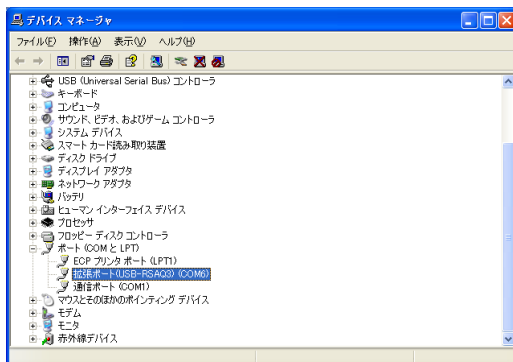 デバイス マネージャ
ファイル(F) 操作(A) 表示(V) ヘルプ(H)
USB (Universal Serial Bus) コントローラ
キーボード
コンピュータ
サウンド、ビデオ、およびゲーム コントローラ
システム デバイス
スマート カード読み取り装置
ディスク ドライブ
ディスプレイ アダプタ
ネットワーク アダプタ
バッテリ
ヒューマン インターフェイス デバイス
プロセッサ
フロッピー ディスク コントローラ
ポート (COM と LPT)
ECP プリンタ ポート (LPT1)
拡張ポート(USB-RSAQ3) (COM6)
通信ポート (COM1)
マウスとそのほかのポインティング デバイス
モデム
モニタ
赤外線デバイス